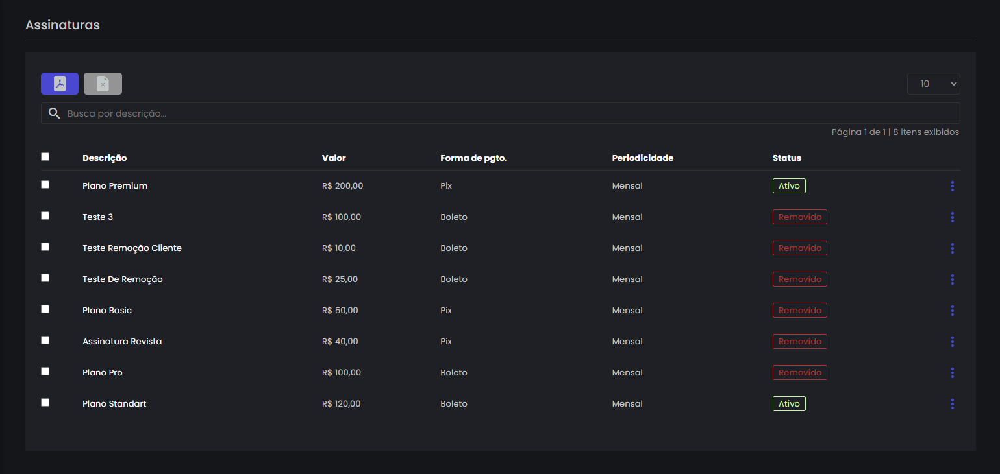 Assinaturas
10
Busca por descrição...
Página 1 de 1 | 8 itens exibidos
Descrição Valor Forma de pgto. Periodicidade Status
Plano Premium R$ 200,00 Pix Mensal Ativo
Teste 3 R$ 100,00 Boleto Mensal Removido
Teste Remoção Cliente R$ 10,00 Boleto Mensal Removido
Teste De Remoção R$ 25,00 Boleto Mensal Removido
Plano Basic R$ 50,00 Pix Mensal Removido
Assinatura Revista R$ 40,00 Pix Mensal Removido
Plano Pro R$ 100,00 Boleto Mensal Removido
Plano Standart R$ 120,00 Boleto Mensal Ativo